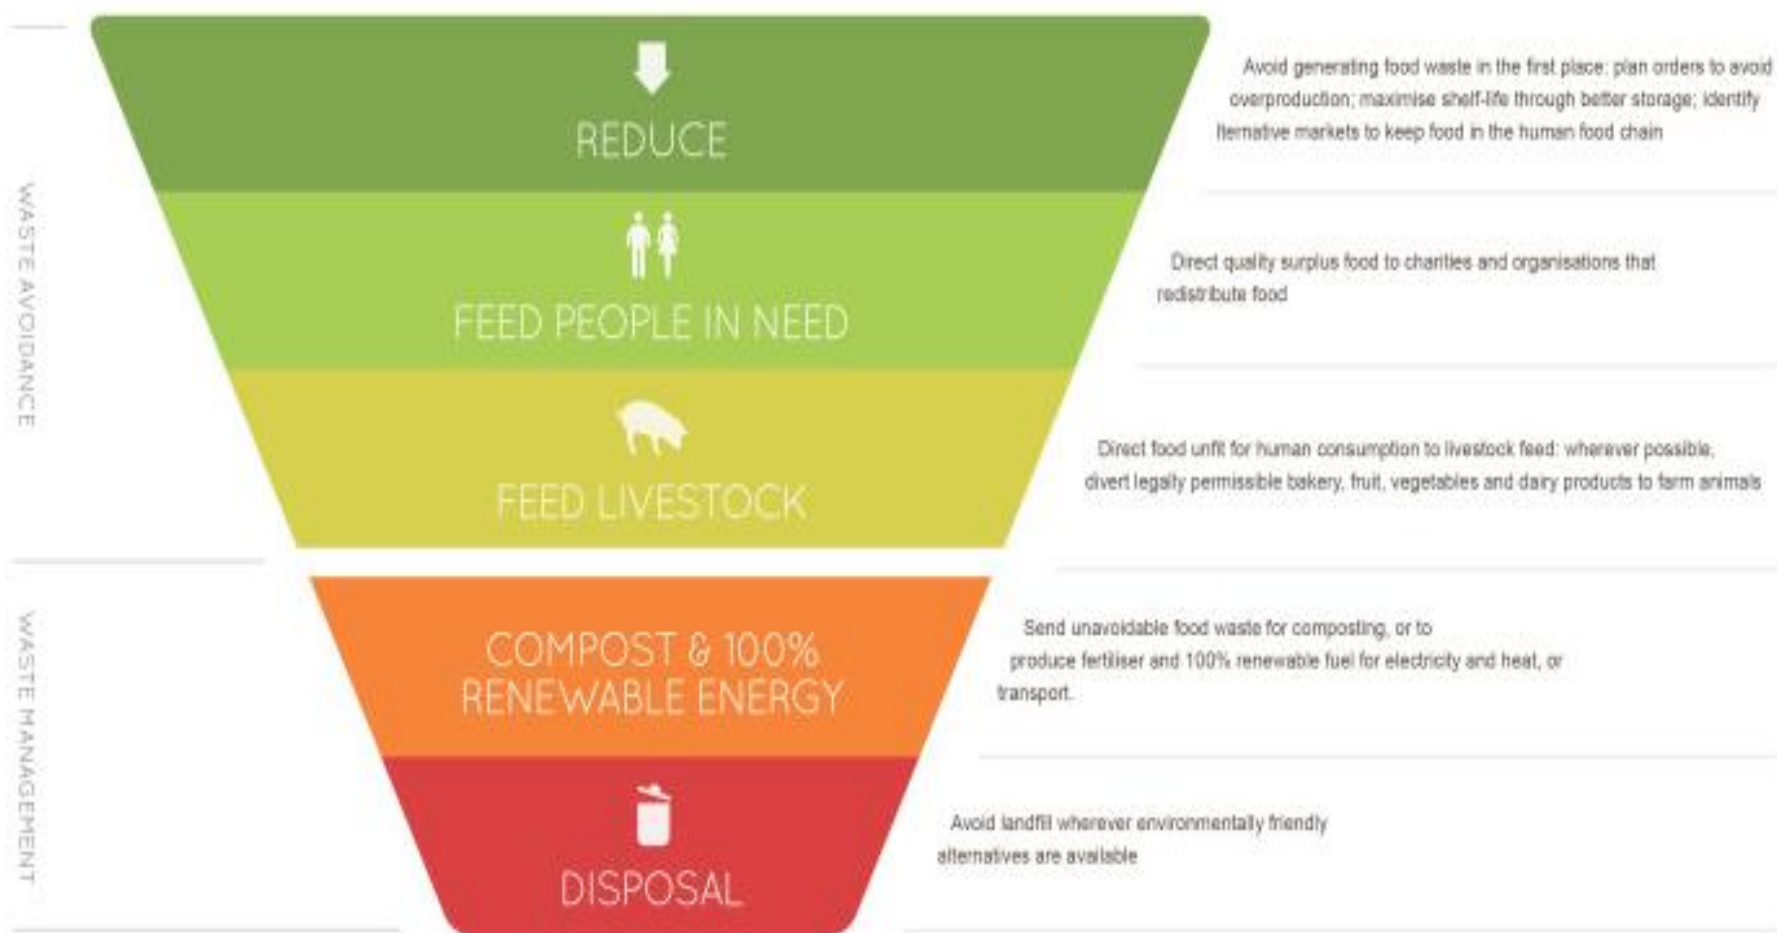 WASTE AVOIDANCE
REDUCE
Avoid generating food waste in the first place: plan orders to avoid
overproduction; maximise shelf-life through better storage; identify
lternative markets to keep food in the human food chain
FEED PEOPLE IN NEED
Direct quality surplus food to charities and organisations that
redistribute food
FEED LIVESTOCK
Direct food unfit for human consumption to livestock feed: wherever possible,
divert legally permissible bakery, fruit, vegetables and dairy products to farm animals
WASTE MANAGEMENT
COMPOST & 100%
RENEWABLE ENERGY
Send unavoidable food waste for composting, or to
produce fertiliser and 100% renewable fuel for electricity and heat, or
transport.
DISPOSAL
Avoid landfill wherever environmentally friendly
alternatives are available